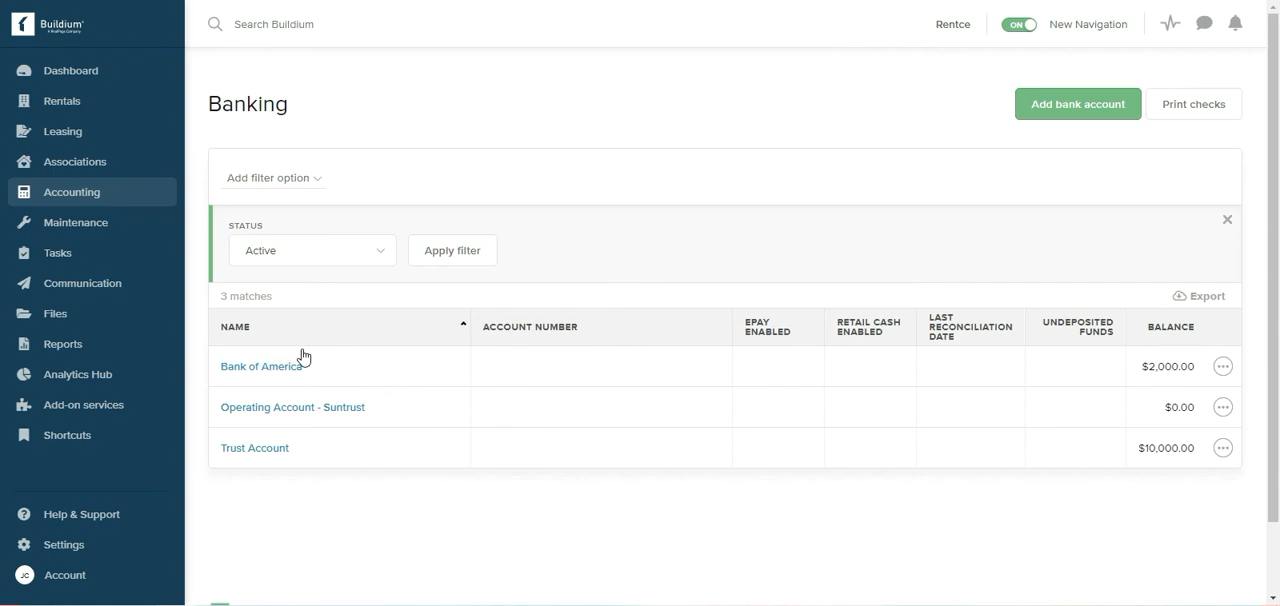 Buildium®
A RealPage Company
Search Buildium
Rentce
ON
New Navigation
Dashboard
Rentals
Leasing
Associations
Accounting
Maintenance
Tasks
Communication
Files
Reports
Analytics Hub
Add-on services
Shortcuts
Help & Support
Settings
JC
Account
Banking
Add bank account
Print checks
Add filter option
STATUS
Active
Apply filter
3 matches
Export
NAME
ACCOUNT NUMBER
EPAY
ENABLED
RETAIL CASH
ENABLED
LAST
RECONCILIATION
DATE
UNDEPOSITED
FUNDS
BALANCE
Bank of America
$2,000.00
Operating Account - Suntrust
$0.00
Trust Account
$10,000.00